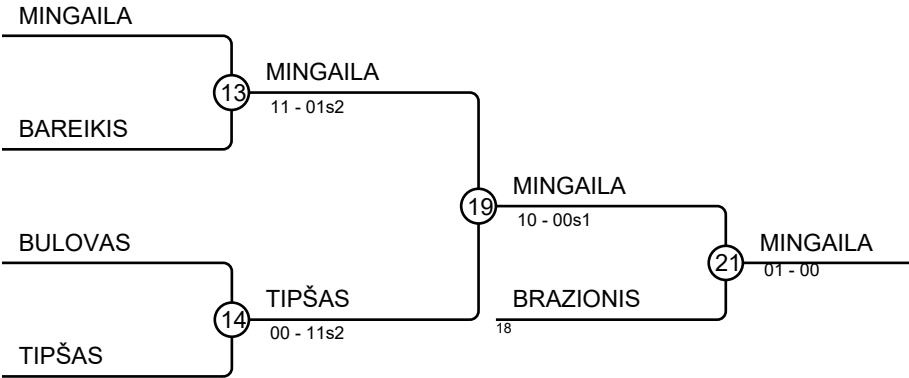 MINGAILA
13
MINGAILA
11 - 01s2
BAREIKIS
19
MINGAILA
10 - 00s1
BULOVAS
21
MINGAILA
01 - 00
14
TIPŠAS
00 - 11s2
BRAZIONIS
18
TIPŠAS